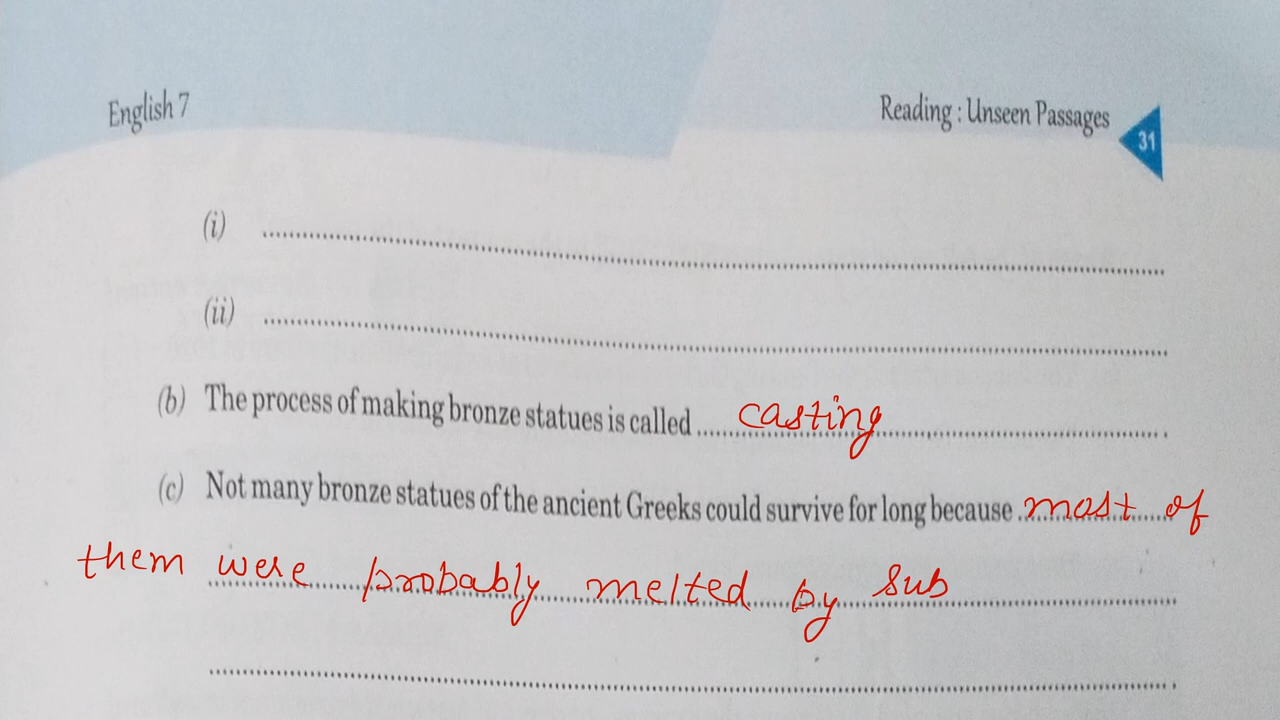 English 7
Reading : Unseen Passages 31
(i) ....................
(ii) ....................
(b) The process of making bronze statues is called ..... casting .....
(c) Not many bronze statues of the ancient Greeks could survive for long because most of
them were probably melted by sub